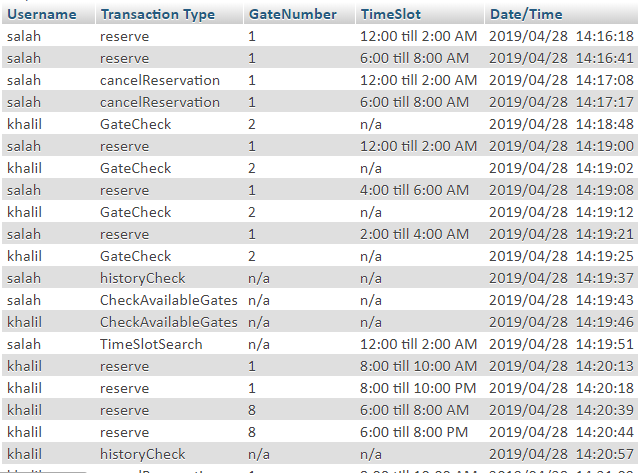 Username Transaction Type GateNumber TimeSlot Date/Time
salah reserve 1 12:00 till 2:00 AM 2019/04/28 14:16:18
salah reserve 1 6:00 till 8:00 AM 2019/04/28 14:16:41
salah cancelReservation 1 12:00 till 2:00 AM 2019/04/28 14:17:08
salah cancelReservation 1 6:00 till 8:00 AM 2019/04/28 14:17:17
khalil GateCheck 2 n/a 2019/04/28 14:18:48
salah reserve 1 12:00 till 2:00 AM 2019/04/28 14:19:00
khalil GateCheck 2 n/a 2019/04/28 14:19:02
salah reserve 1 4:00 till 6:00 AM 2019/04/28 14:19:08
khalil GateCheck 2 n/a 2019/04/28 14:19:12
salah reserve 1 2:00 till 4:00 AM 2019/04/28 14:19:21
khalil GateCheck 2 n/a 2019/04/28 14:19:25
salah historyCheck n/a n/a 2019/04/28 14:19:37
salah CheckAvailableGates n/a n/a 2019/04/28 14:19:43
khalil CheckAvailableGates n/a n/a 2019/04/28 14:19:46
salah TimeSlotSearch n/a 12:00 till 2:00 AM 2019/04/28 14:19:51
khalil reserve 1 8:00 till 10:00 AM 2019/04/28 14:20:13
khalil reserve 1 8:00 till 10:00 PM 2019/04/28 14:20:18
khalil reserve 8 6:00 till 8:00 AM 2019/04/28 14:20:39
khalil reserve 8 6:00 till 8:00 PM 2019/04/28 14:20:44
khalil historyCheck n/a n/a 2019/04/28 14:20:57